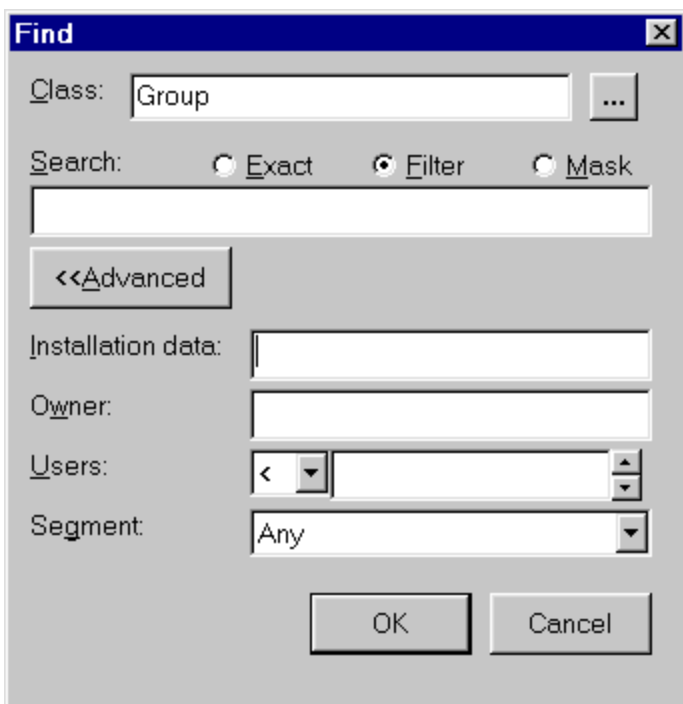 Find
Class: Group ...
Search: Exact Filter Mask
<<Advanced
Installation data:
Owner:
Users: <
Segment: Any
OK Cancel